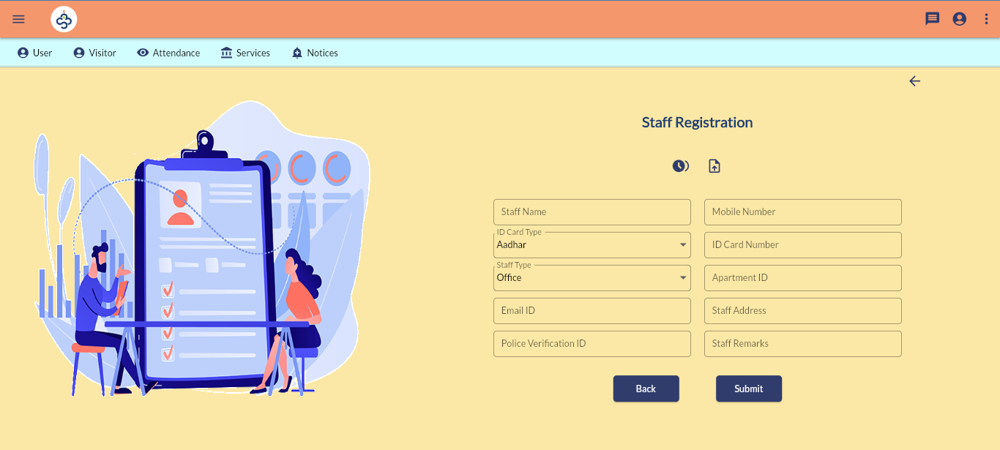 User Visitor Attendance Services Notices
Staff Registration
Staff Name Mobile Number
ID Card Type
Aadhar ID Card Number
Staff Type
Office Apartment ID
Email ID Staff Address
Police Verification ID Staff Remarks
Back Submit